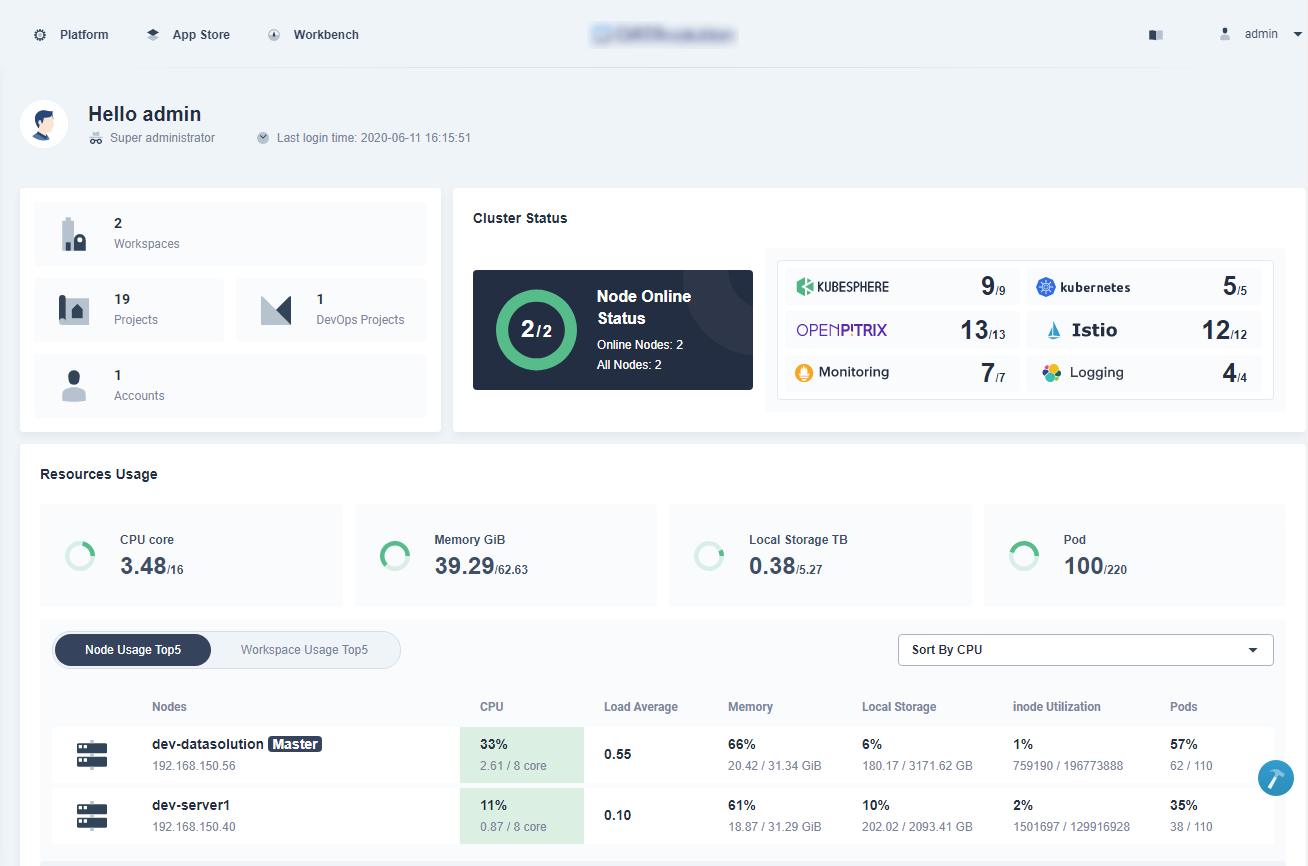 Platform
App Store
Workbench
admin
Hello admin
Super administrator
Last login time: 2020-06-11 16:15:51
2
Workspaces
19
Projects
1
DevOps Projects
1
Accounts
Cluster Status
2/2
Node Online
Status
Online Nodes: 2
All Nodes: 2
KUBESPHERE 9/9
kubernetes 5/5
OPENP!TRIX 13/13
Istio 12/12
Monitoring 7/7
Logging 4/4
Resources Usage
CPU core
3.48/16
Memory GiB
39.29/62.63
Local Storage TB
0.38/5.27
Pod
100/220
Node Usage Top5
Workspace Usage Top5
Sort By CPU
Nodes CPU Load Average Memory Local Storage inode Utilization Pods
dev-datasolution Master 33% 0.55 66% 6% 1% 57%
192.168.150.56 2.61 / 8 core 20.42 / 31.34 GiB 180.17 / 3171.62 GB 759190 / 196773888 62 / 110
dev-server1 11% 0.10 61% 10% 2% 35%
192.168.150.40 0.87 / 8 core 18.87 / 31.29 GiB 202.02 / 2093.41 GB 1501697 / 129916928 38 / 110